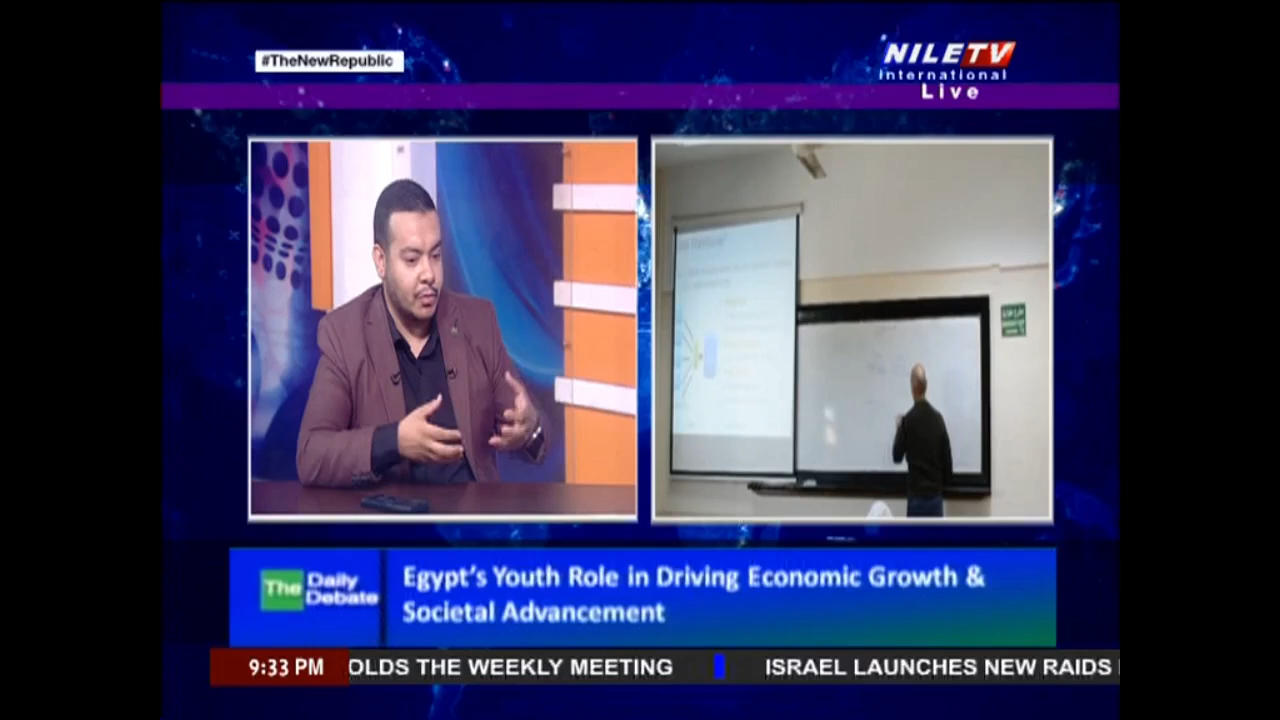 #TheNewRepublic
NILETV
international
Live
The Daily
Debate
Egypt's Youth Role in Driving Economic Growth &
Societal Advancement
9:33 PM OLDS THE WEEKLY MEETING ISRAEL LAUNCHES NEW RAIDS